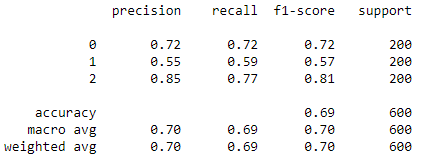 precision recall f1-score support
0 0.72 0.72 0.72 200
1 0.55 0.59 0.57 200
2 0.85 0.77 0.81 200
accuracy 0.69 600
macro avg 0.70 0.69 0.70 600
weighted avg 0.70 0.69 0.70 600